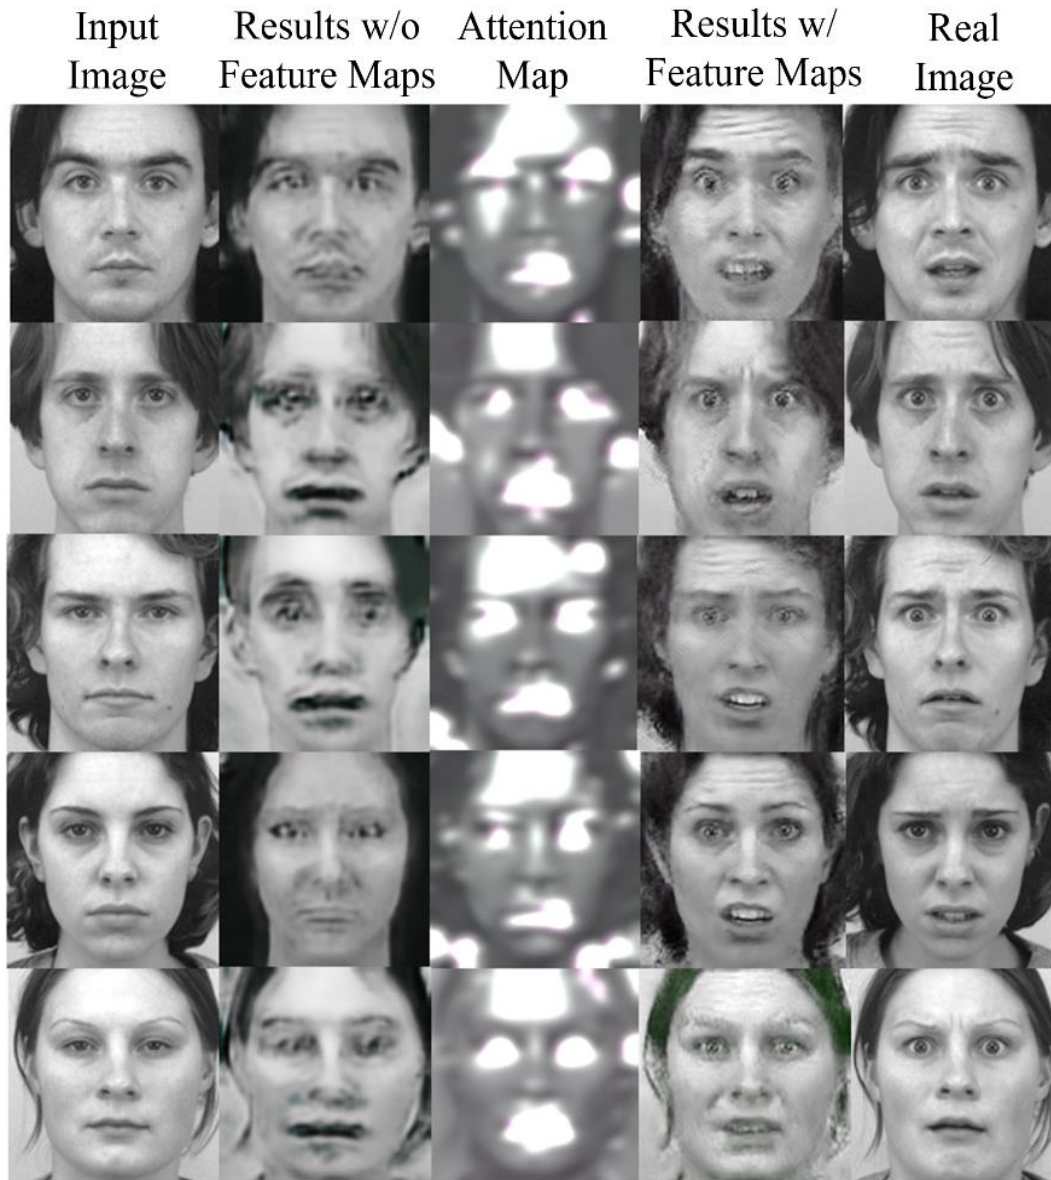 Input
Image
Results w/o
Feature Maps
Attention
Map
Results w/
Feature Maps
Real
Image